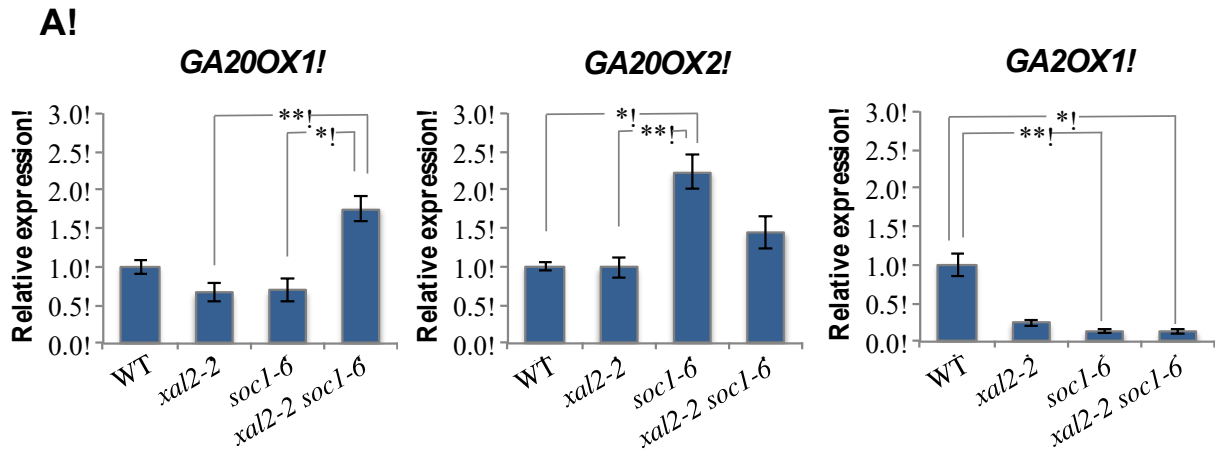 A!
GA20OX1!
Relative expression!
3.0!
2.5!
2.0!
1.5!
1.0!
0.5!
0.0!
**!
*!
WT
xal2-2
soc1-6
xal2-2 soc1-6
GA20OX2!
Relative expression!
3.0!
2.5!
2.0!
1.5!
1.0!
0.5!
0.0!
*!
**!
WT
xal2-2
soc1-6
xal2-2 soc1-6
GA2OX1!
Relative expression!
3.0!
2.5!
2.0!
1.5!
1.0!
0.5!
0.0!
*!
**!
WT
xal2-2
soc1-6
xal2-2 soc1-6